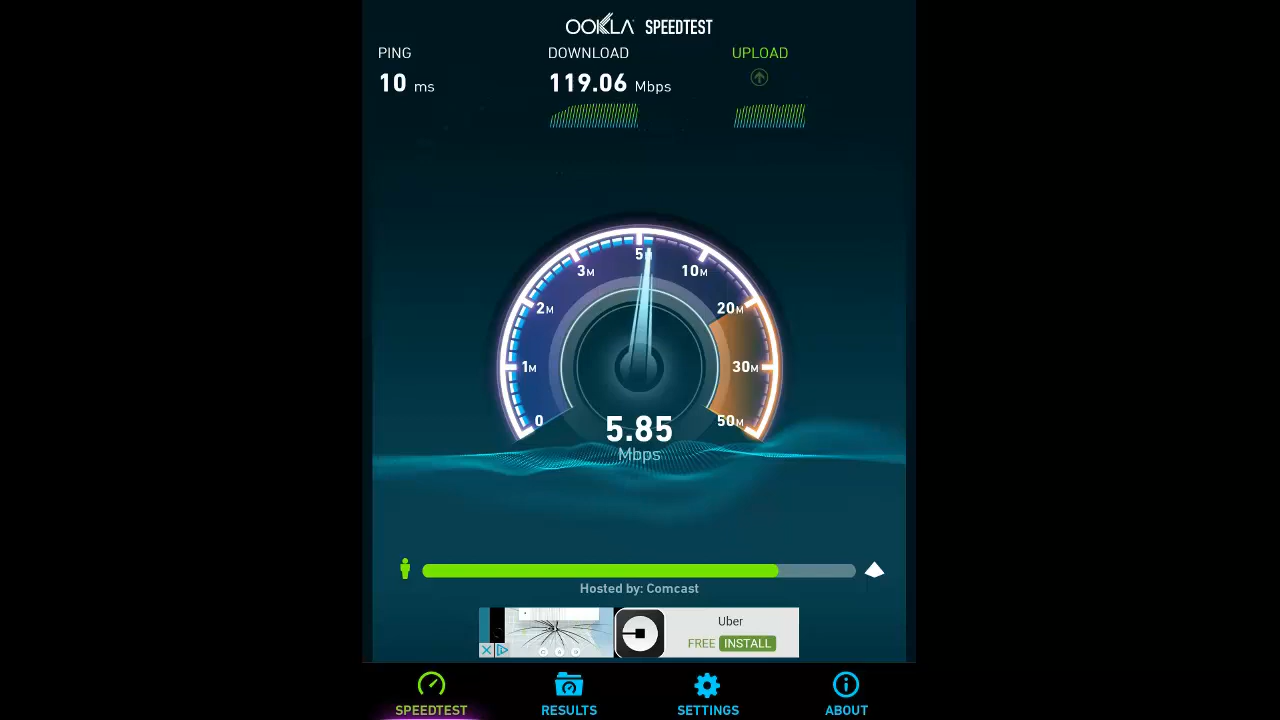 OOKLA SPEEDTEST
PING DOWNLOAD UPLOAD
10 ms 119.06 Mbps
0
1M
2M
3M
5M
10M
20M
30M
50M
5.85
Mbps
Hosted by: Comcast
Uber
FREE INSTALL
SPEEDTEST RESULTS SETTINGS ABOUT